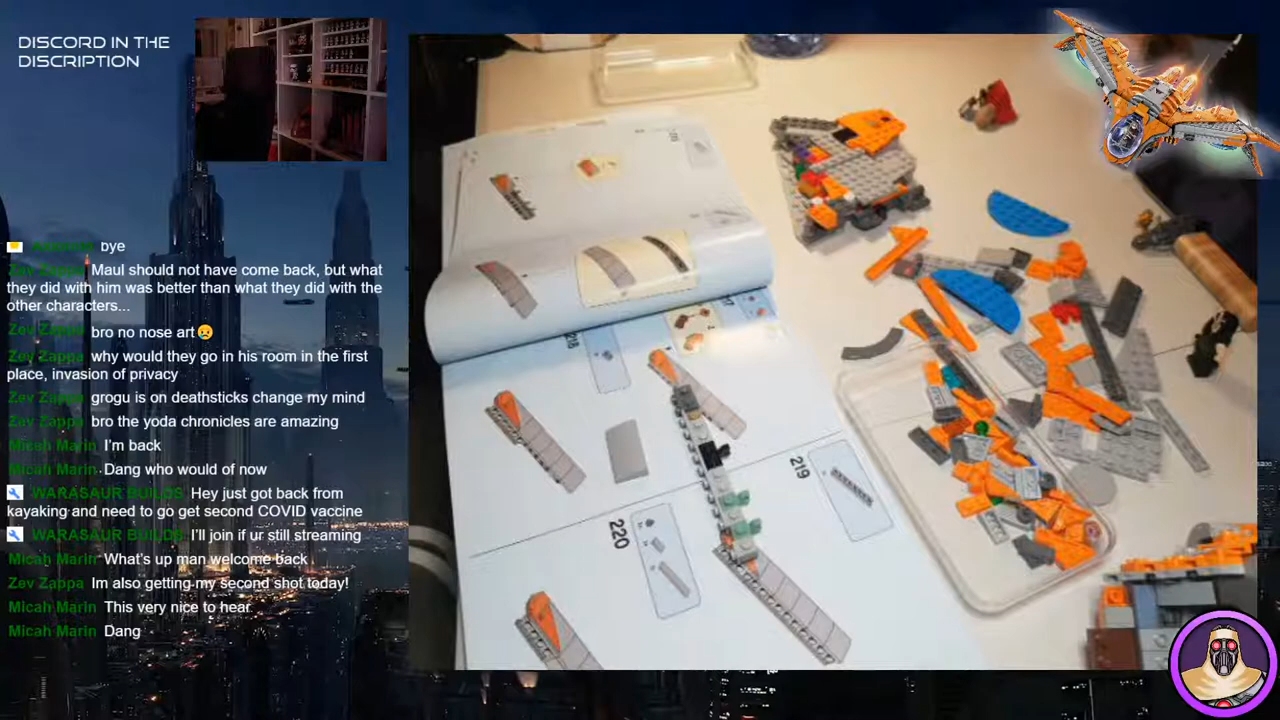 DISCORD IN THE
DISCRIPTION
bye
Zev Zappa Maul should not have come back, but what
they did with him was better than what they did with the
other characters...
Zev Zappa bro no nose art😥
Zev Zappa why would they go in his room in the first
place, invasion of privacy
Zev Zappa grogu is on deathsticks change my mind
Zev Zappa bro the yoda chronicles are amazing
Micah Marin I'm back
Micah Marin Dang who would of now
WARASAUR BUILDS Hey just got back from
kayaking and need to go get second COVID vaccine
WARASAUR BUILDS I'll join if ur still streaming
Micah Marin What's up man welcome back
Zev Zappa Im also getting my second shot today!
Micah Marin This very nice to hear
Micah Marin Dang
218
219
220